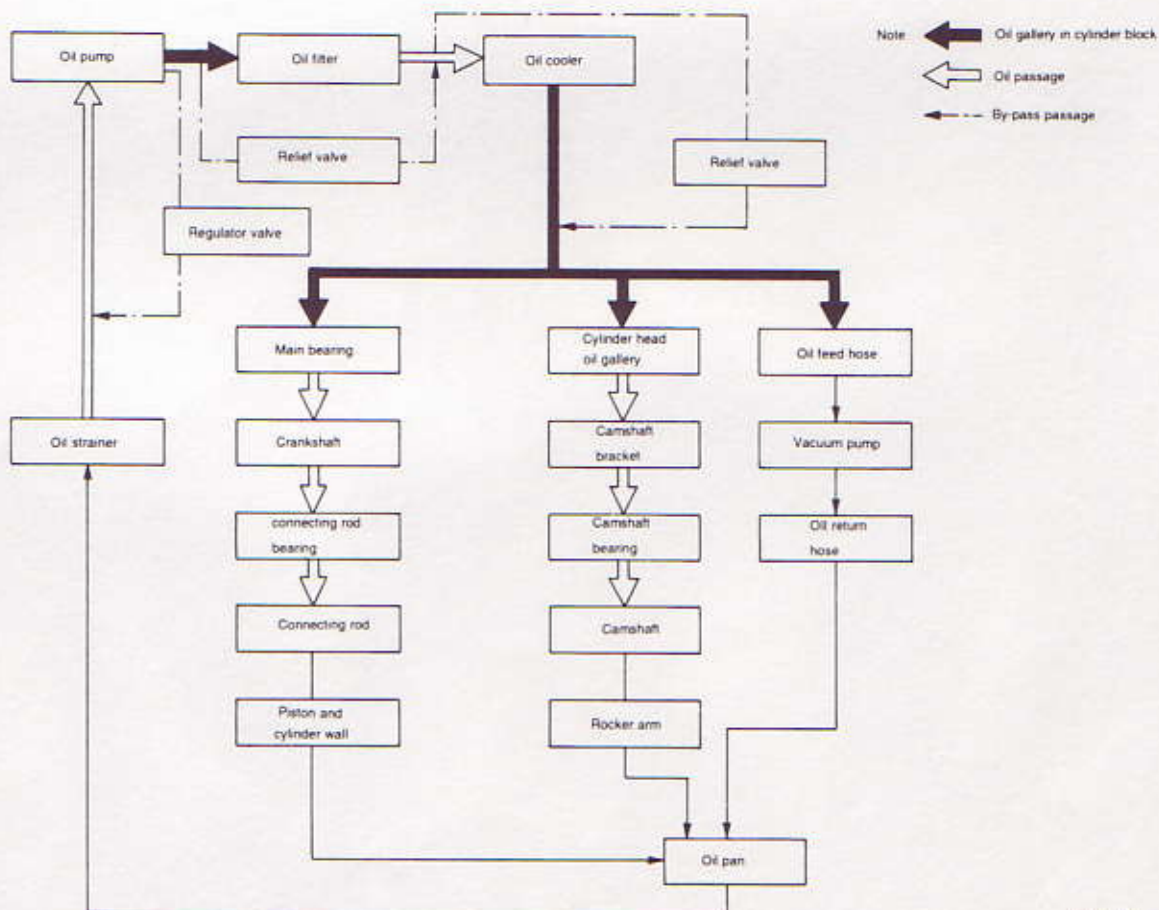 Oil pump
Oil filter
Oil cooler
Note
Oil gallery in cylinder block
Oil passage
By-pass passage
Relief valve
Relief valve
Regulator valve
Main bearing
Cylinder head
oil gallery
Oil feed hose
Oil strainer
Crankshaft
Camshaft
bracket
Vacuum pump
connecting rod
bearing
Camshaft
bearing
Oil return
hose
Connecting rod
Camshaft
Piston and
cylinder wall
Rocker arm
Oil pan